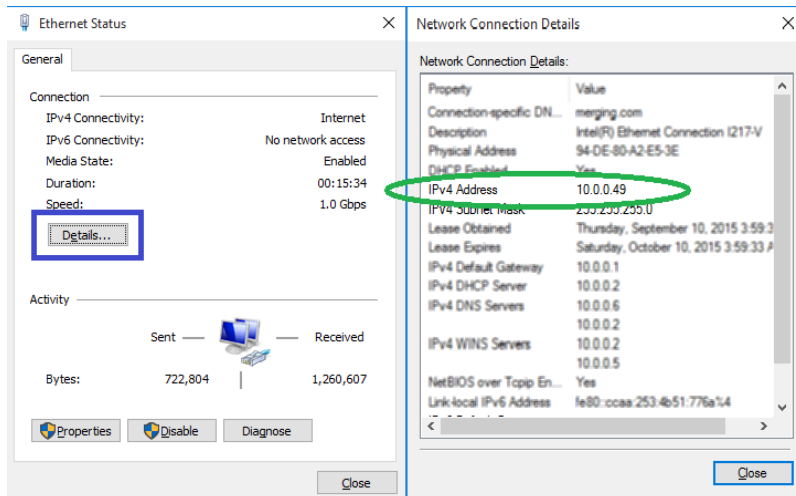 Ethernet Status
General
Connection
IPv4 Connectivity: Internet
IPv6 Connectivity: No network access
Media State: Enabled
Duration: 00:15:34
Speed: 1.0 Gbps
Details...
Activity
Sent Received
Bytes: 722,804 1,260,607
Properties Disable Diagnose
Close
Network Connection Details
Network Connection Details:
Property Value
Connection-specific DN... merging.com
Description Intel(R) Ethernet Connection I217-V
Physical Address 94-DE-80-A2-E5-3E
DHCP Enabled Yes
IPv4 Address 10.0.0.49
IPv4 Subnet Mask 255.255.255.0
Lease Obtained Thursday, September 10, 2015 3:59:3
Lease Expires Saturday, October 10, 2015 3:59:33 A
IPv4 Default Gateway 10.0.0.1
IPv4 DHCP Server 10.0.0.2
IPv4 DNS Servers 10.0.0.6
10.0.0.2
IPv4 WINS Servers 10.0.0.2
10.0.0.5
NetBIOS over Tcpip En... Yes
Link-local IPv6 Address fe80::ccaa:253:4b51:776a%4
Close